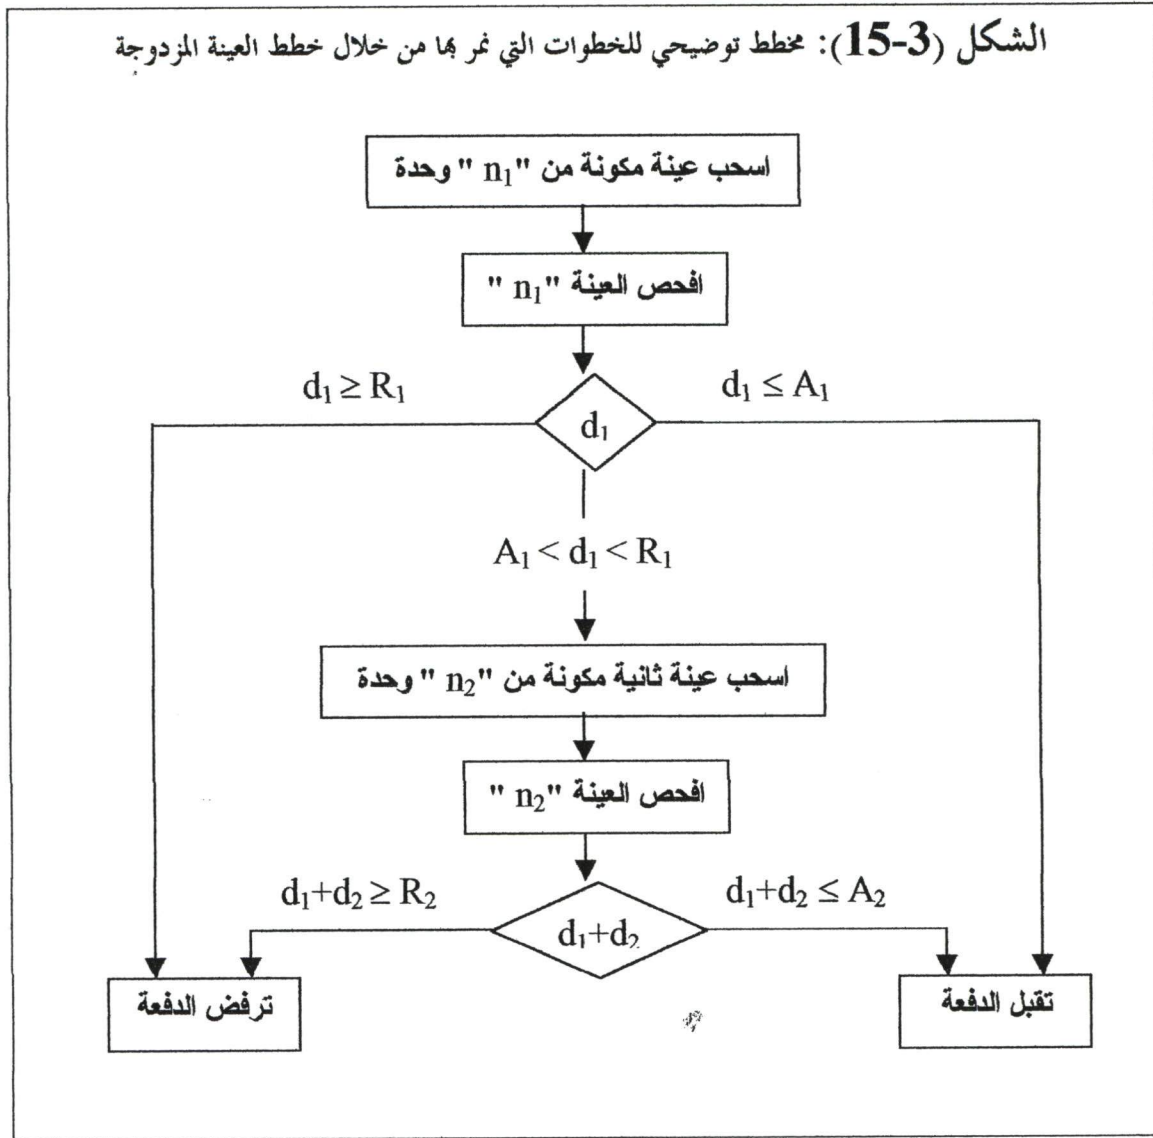 الشكل (3-15): مخطط توضيحي للخطوات التي نمر بها من خلال خطط العينة المزدوجة
اسحب عينة مكونة من "n₁ " وحدة
افحص العينة "n₁ "
d₁ ≥ R₁
d₁ ≤ A₁
d₁
A₁ < d₁ < R₁
اسحب عينة ثانية مكونة من "n₂ " وحدة
افحص العينة "n₂ "
d₁+d₂ ≥ R₂
d₁+d₂ ≤ A₂
d₁+d₂
ترفض الدفعة
تقبل الدفعة